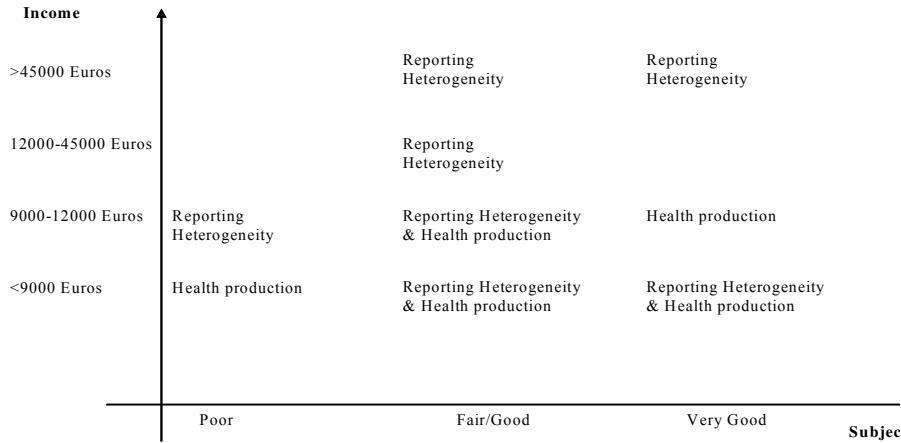 Income
>45000 Euros
Reporting
Heterogeneity
Reporting
Heterogeneity
12000-45000 Euros
Reporting
Heterogeneity
9000-12000 Euros
Reporting
Heterogeneity
Reporting Heterogeneity
& Health production
Health production
<9000 Euros
Health production
Reporting Heterogeneity
& Health production
Reporting Heterogeneity
& Health production
Poor
Fair/Good
Very Good